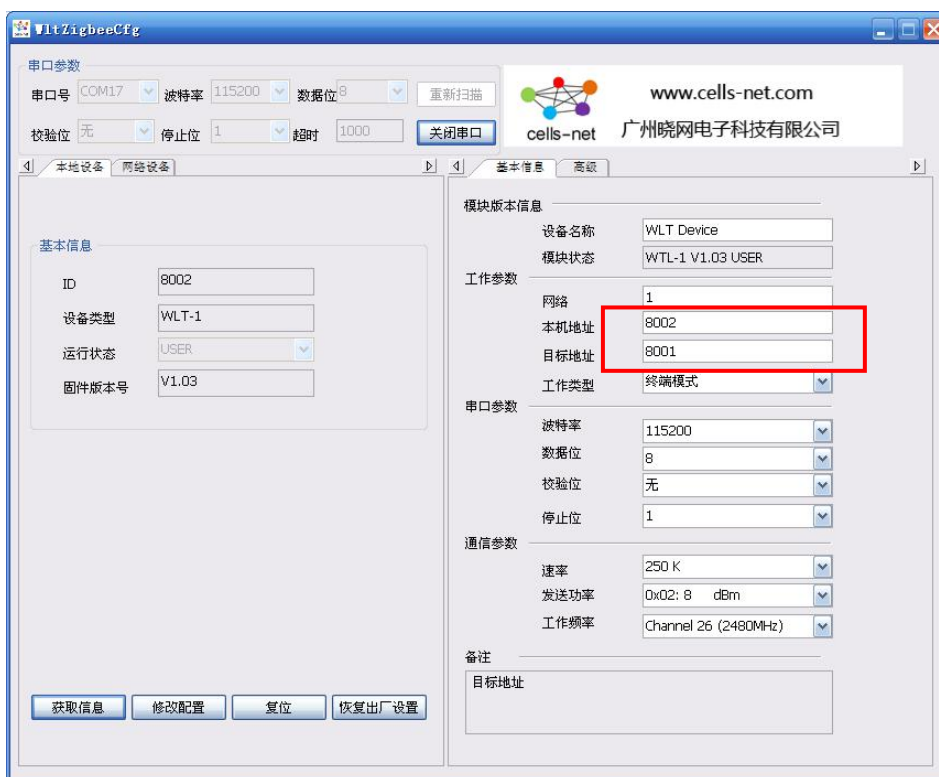 WltZigbeeCfg
串口参数
串口号 COM17 波特率 115200 数据位 8 重新扫描
校验位 无 停止位 1 超时 1000 关闭串口
cells-net
www.cells-net.com
广州晓网电子科技有限公司
本地设备 网络设备
基本信息
ID 8002
设备类型 WLT-1
运行状态 USER
固件版本号 V1.03
获取信息 修改配置 复位 恢复出厂设置
基本信息 高级
模块版本信息
设备名称 WLT Device
模块状态 WTL-1 V1.03 USER
工作参数
网络 1
本机地址 8002
目标地址 8001
工作类型 终端模式
串口参数
波特率 115200
数据位 8
校验位 无
停止位 1
通信参数
速率 250 K
发送功率 0x02: 8 dBm
工作频率 Channel 26 (2480MHz)
备注
目标地址